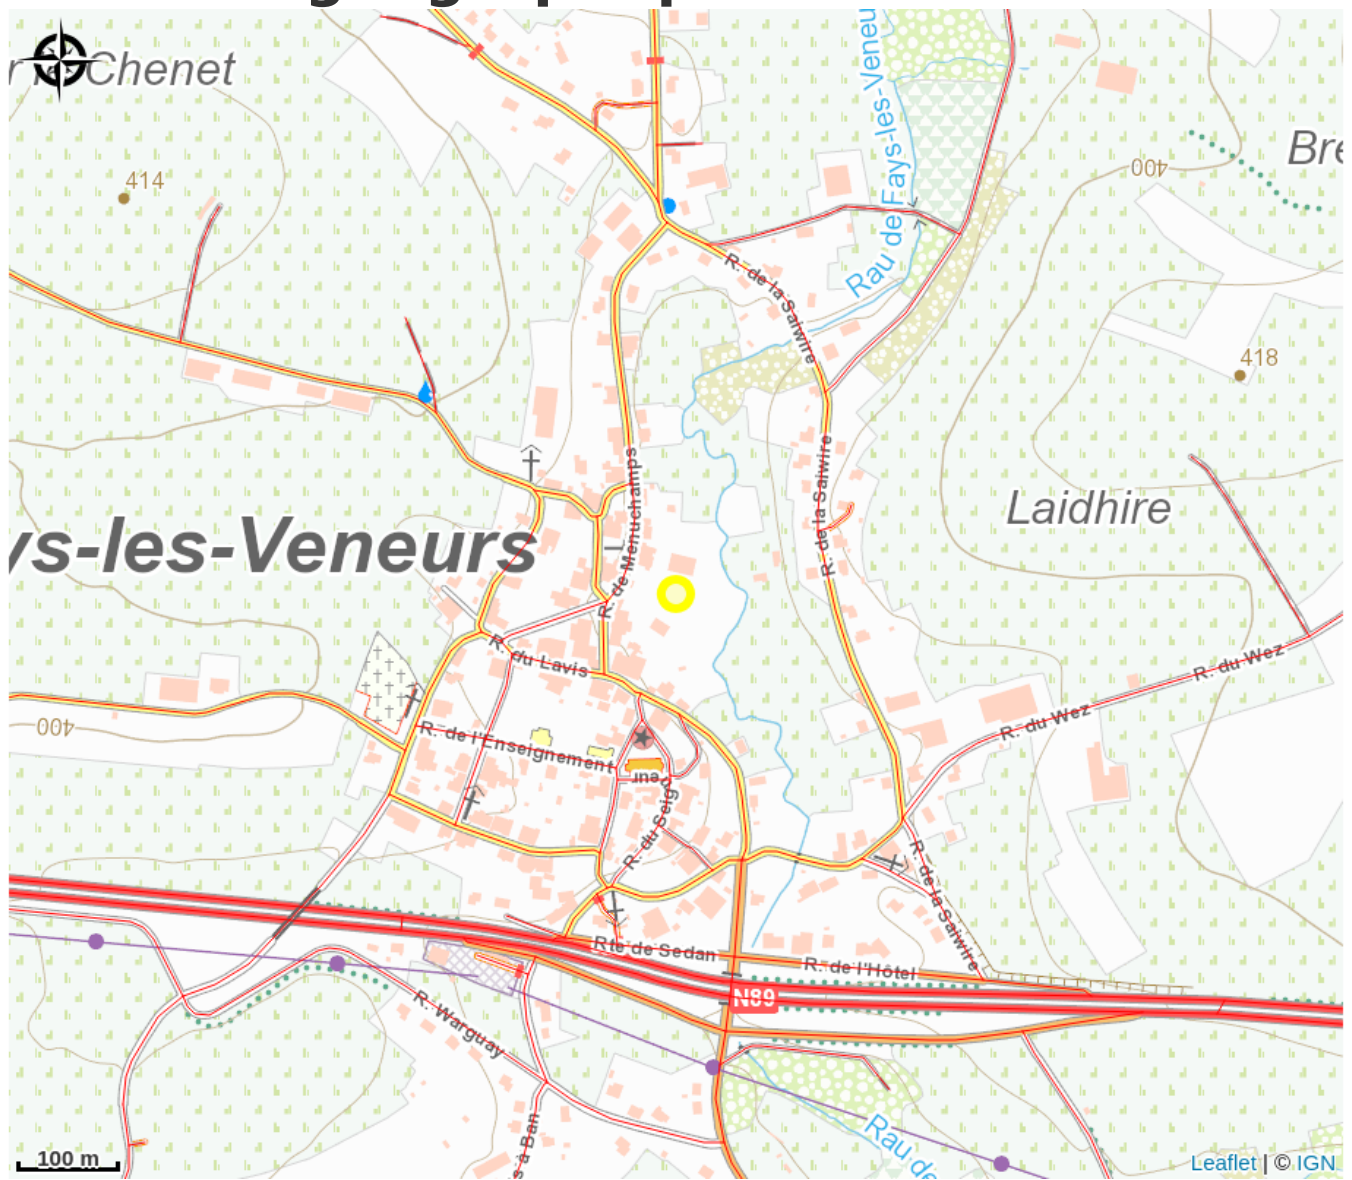 Chenet
414
Rau de Fays-les-Veneu
400
Bre
R. de la Saiwire
418
R. de la Saiwire
R. de Menuchamps
Laidhire
ys-les-Veneurs
R. du Lavis
R. du Wez
R. du Wez
400
R. de l'Enseignement
R. du Seigneur
R. de la Saiwire
Rte de Sedan
R. de l'Hôtel
N89
R. Warguay
s à Ban
Rau de
100 m
Leaflet | © IGN